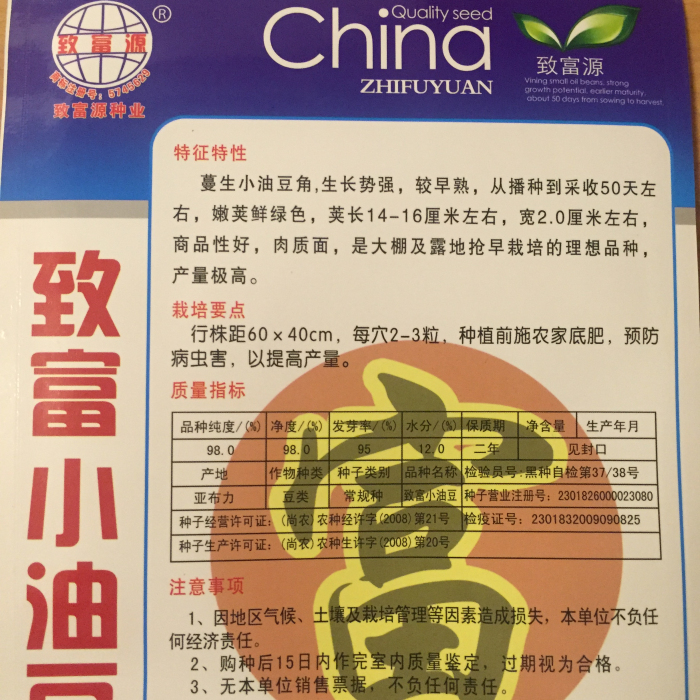 致富源
®
商标注册号：5745620
致富源种业
Quality seed
China
ZHIFUYUAN
致富源
Vining small oil beans, strong
growth potential, earlier maturity,
about 50 days from sowing to harvest,
致富小油豆
特征特性
蔓生小油豆角,生长势强，较早熟，从播种到采收50天左
右，嫩荚鲜绿色，荚长14-16厘米左右，宽2.0厘米左右，
商品性好，肉质面，是大棚及露地抢早栽培的理想品种，
产量极高。
栽培要点
行株距60×40cm，每穴2-3粒，种植前施农家底肥，预防
病虫害，以提高产量。
质量指标
品种纯度/(%) 净度/(%) 发芽率/(%) 水分/(%) 保质期 净含量 生产年月
98.0 98.0 95 12.0 二年 见封口
产地 作物种类 种子类别 品种名称 检验员号:黑种自检第37/38号
亚布力 豆类 常规种 致富小油豆 种子营业注册号：2301826000023080
种子经营许可证：(尚农)农种经许字(2008)第21号 检疫证号：2301832009090825
种子生产许可证：(尚农)农种生许字(2008)第20号
富
注意事项
1、因地区气候、土壤及栽培管理等因素造成损失，本单位不负任
何经济责任。
2、购种后15日内作完室内质量鉴定，过期视为合格。
3、无本单位销售票据，不负任何责任。